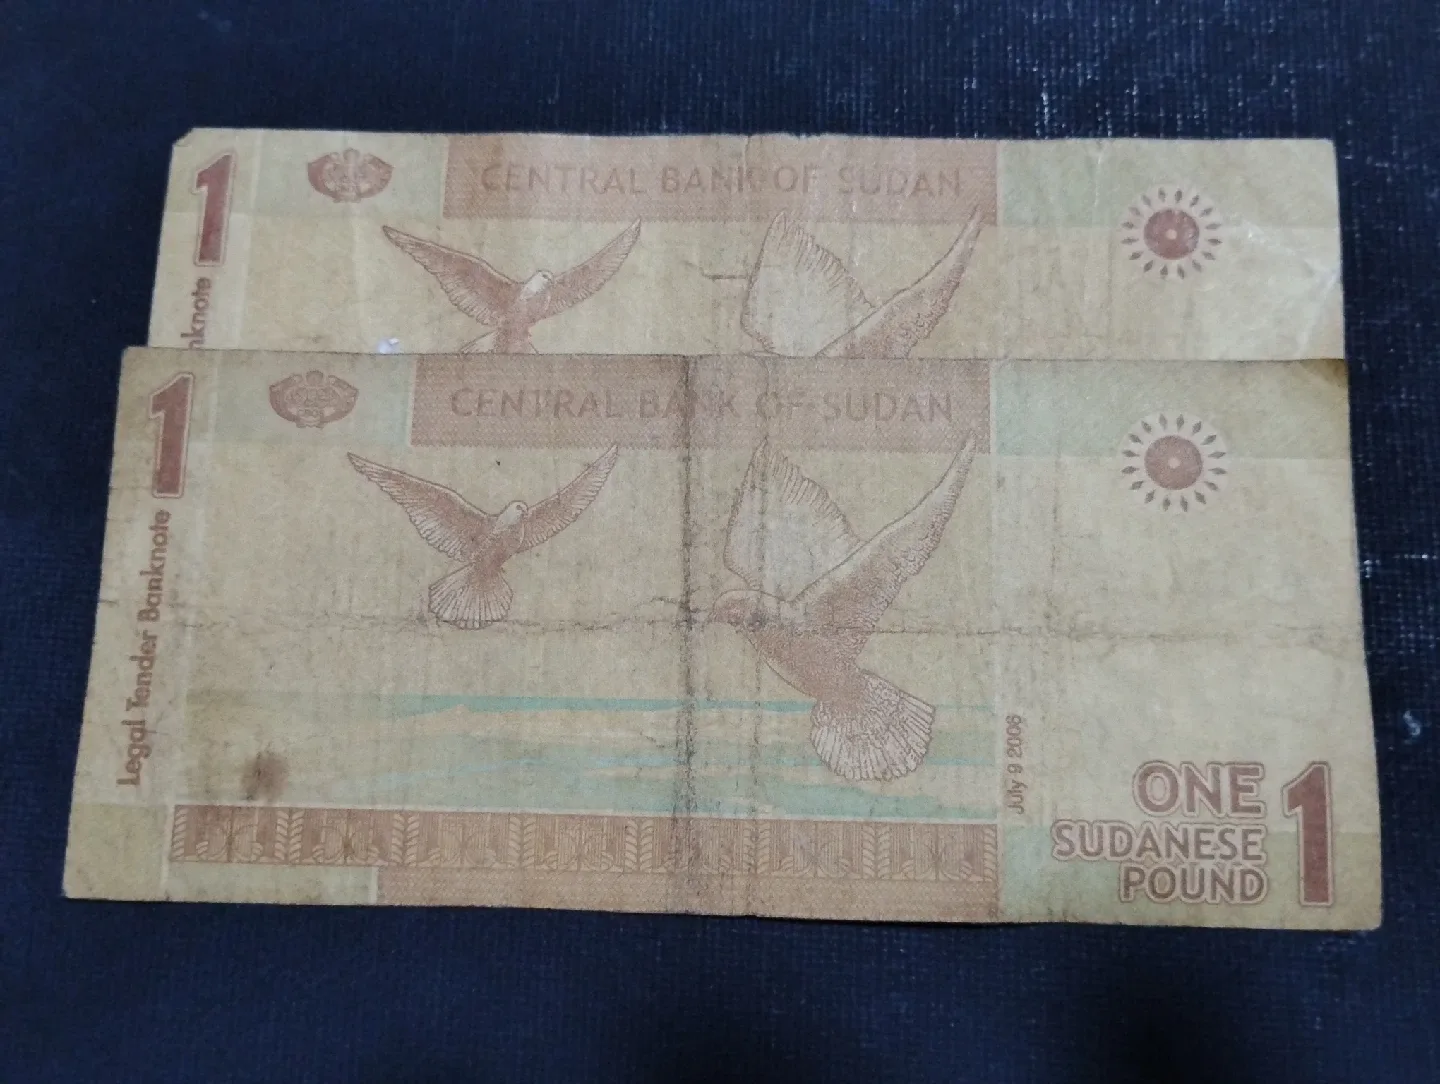 1
CENTRAL BANK OF SUDAN
nknote
1
CENTRAL BANK OF SUDAN
Legal Tender Banknote
July 9 2006
ONE
SUDANESE
POUND
1